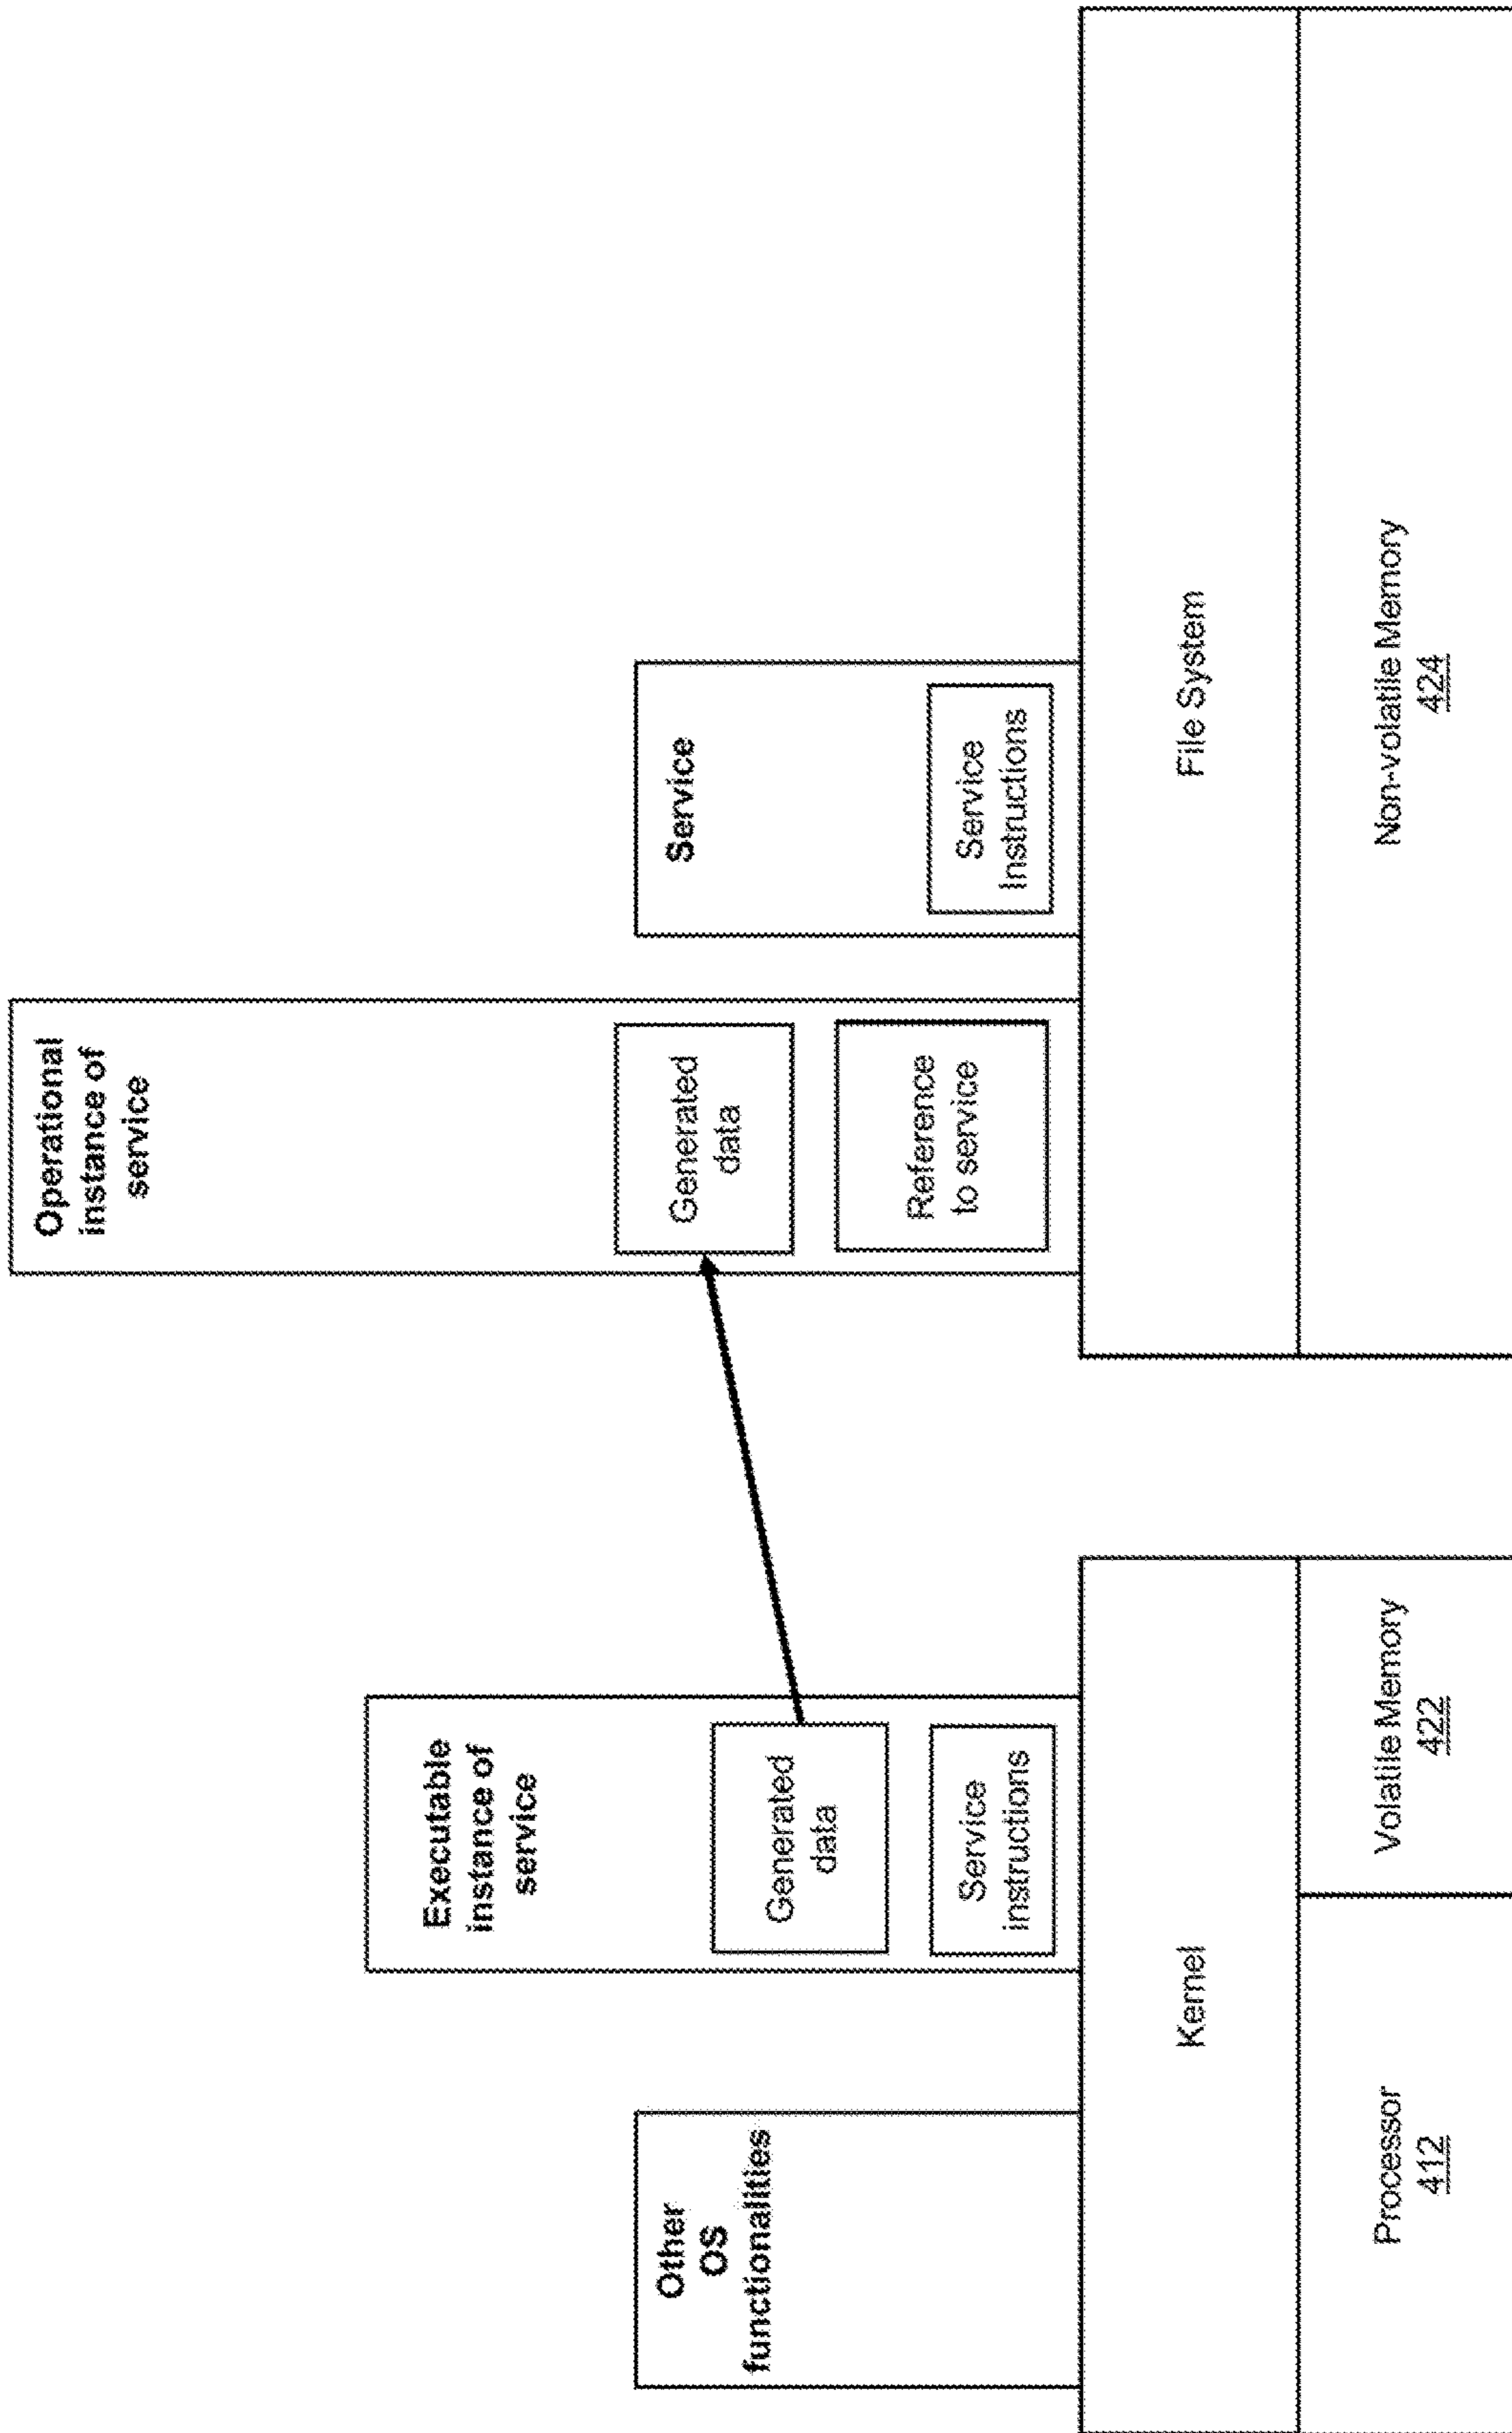 Other
OS
functionalities
Executable
instance of
service
Generated
data
Service
instructions
Kernel
Processor
412
Volatile Memory
422
Operational
instance of
service
Generated
data
Reference
to service
Service
Service
Instructions
File System
Non-volatile Memory
424